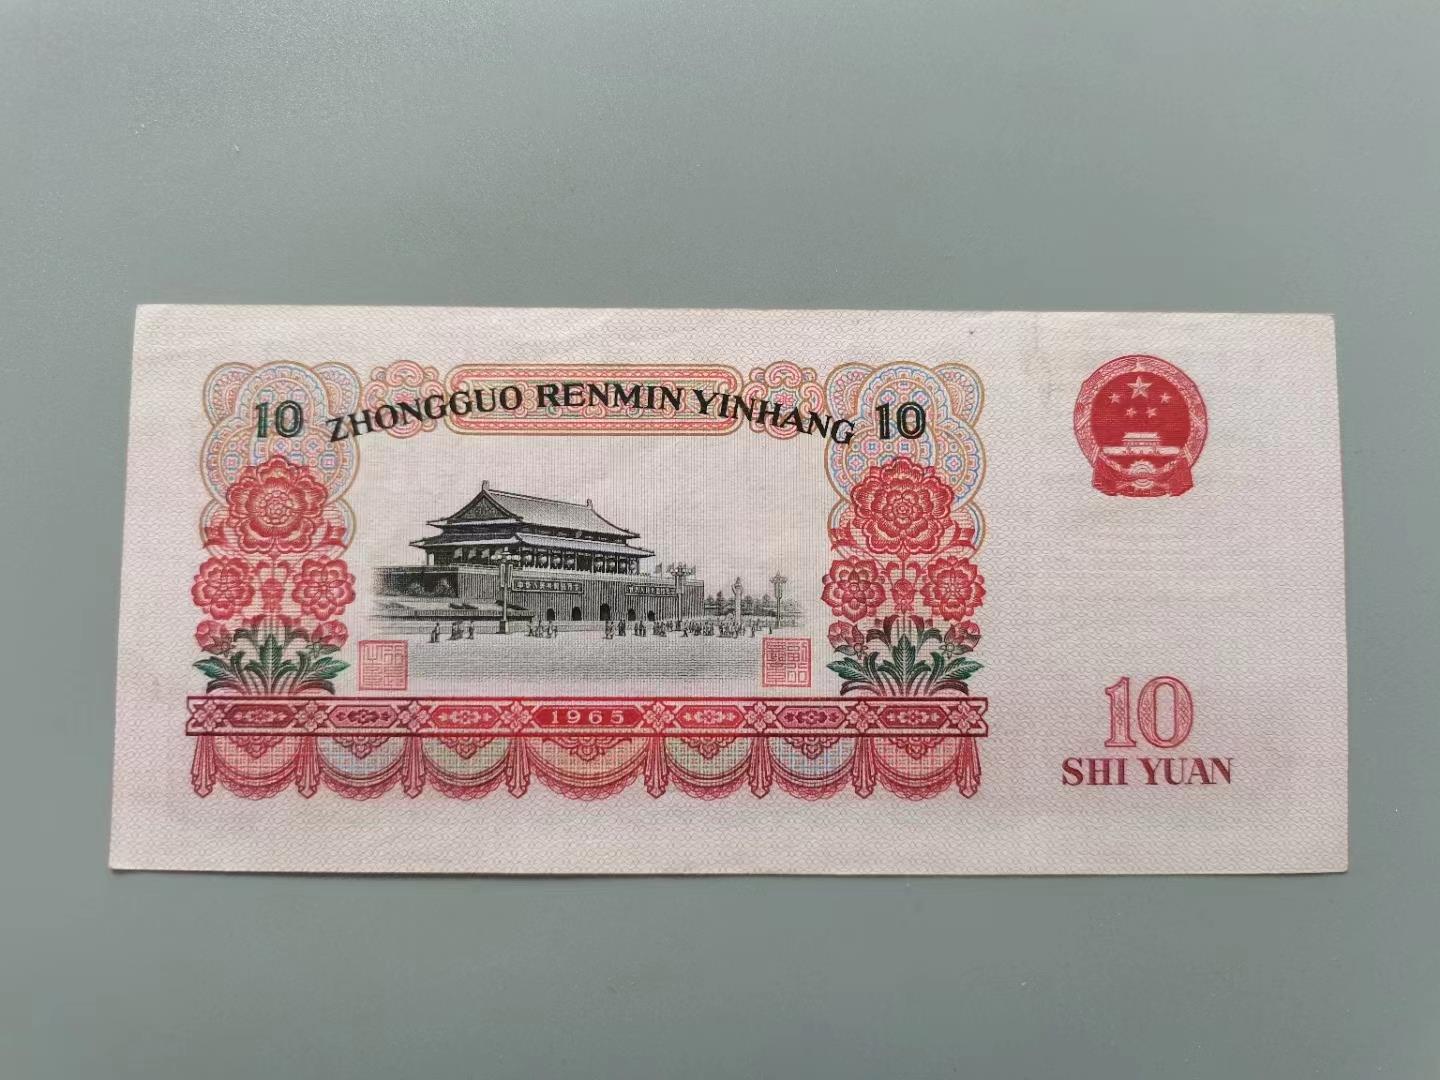 10 ZHONGGUO RENMIN YINHANG 10
1965
10
SHI YUAN